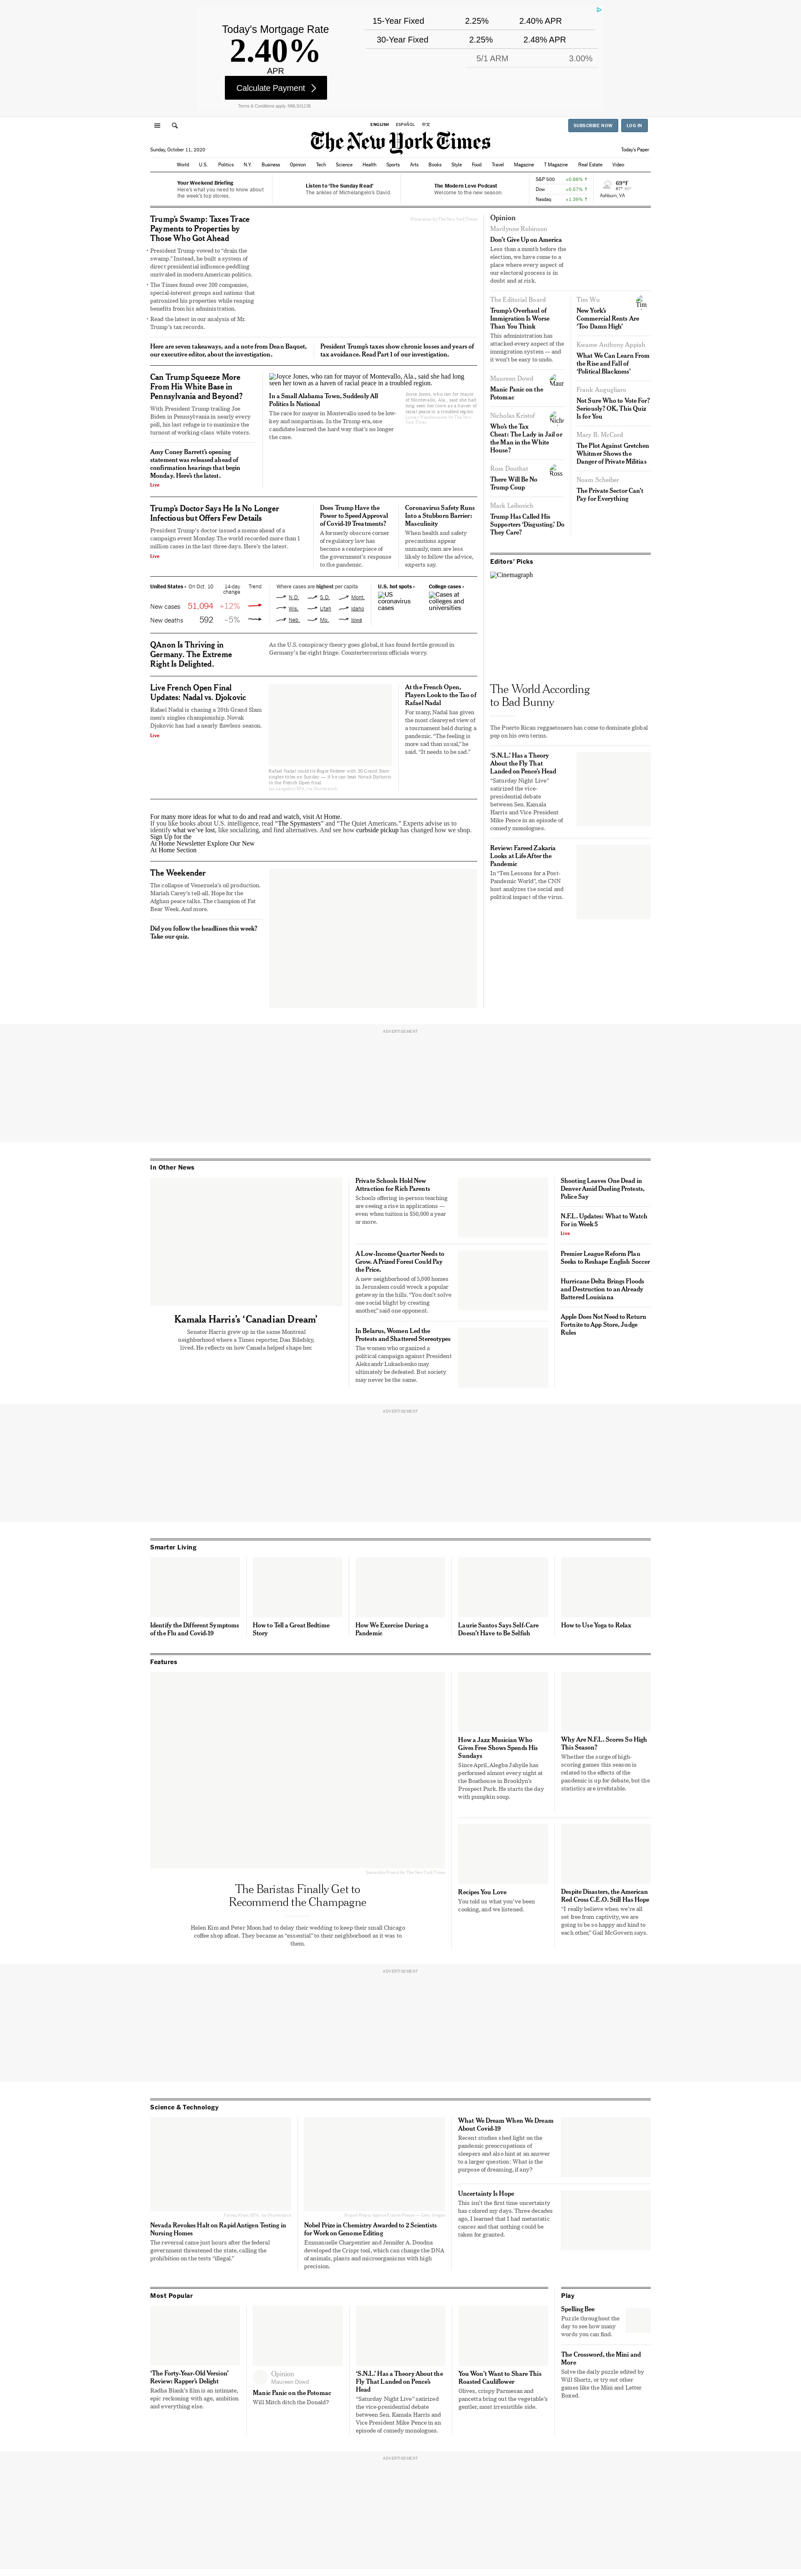 Today's Mortgage Rate
2.40%
APR
Calculate Payment
Terms & Conditions apply. NMLS#1136
15-Year Fixed 2.25% 2.40% APR
30-Year Fixed 2.25% 2.48% APR
5/1 ARM 3.00%
ENGLISH ESPAÑOL 中文
SUBSCRIBE NOW LOG IN
The New York Times
Sunday, October 11, 2020
Today's Paper
World U.S. Politics N.Y. Business Opinion Tech Science Health Sports Arts Books Style Food Travel Magazine T Magazine Real Estate Video
Your Weekend Briefing
Here's what you need to know about
the week's top stories.
Listen to 'The Sunday Read'
The ankles of Michelangelo's David.
The Modern Love Podcast
Welcome to the new season.
S&P 500 +0.88% ↑
Dow +0.57% ↑
Nasdaq +1.39% ↑
69°F
Ashburn, VA
Trump's Swamp: Taxes Trace
Payments to Properties by
Those Who Got Ahead
• President Trump vowed to "drain the
swamp." Instead, he built a system of
direct presidential influence-peddling
unrivaled in modern American politics.
• The Times found over 200 companies,
special-interest groups and nations that
patronized his properties while reaping
benefits from his administration.
• Read the latest in our analysis of Mr.
Trump's tax records.
Illustration by The New York Times
Here are seven takeaways, and a note from Dean Baquet,
our executive editor, about the investigation.
President Trump's taxes show chronic losses and years of
tax avoidance. Read Part 1 of our investigation.
Can Trump Squeeze More
From His White Base in
Pennsylvania and Beyond?
With President Trump trailing Joe
Biden in Pennsylvania in nearly every
poll, his last refuge is to maximize the
turnout of working-class white voters.
Amy Coney Barrett's opening
statement was released ahead of
confirmation hearings that begin
Monday. Here's the latest.
Live
Joyce Jones, who ran for mayor of Montevallo, Ala., said she had long
seen her town as a haven of racial peace in a troubled region.
In a Small Alabama Town, Suddenly All
Politics Is National
The race for mayor in Montevallo used to be low-
key and nonpartisan. In the Trump era, one
candidate learned the hard way that's no longer
the case.
Joyce Jones, who ran for mayor
of Montevallo, Ala., said she had
long seen her town as a haven of
racial peace in a troubled region.
Trump's Doctor Says He Is No Longer
Infectious but Offers Few Details
President Trump's doctor issued a memo ahead of a
campaign event Monday. The world recorded more than 1
million cases in the last three days. Here's the latest.
Live
Does Trump Have the
Power to Speed Approval
of Covid-19 Treatments?
A formerly obscure corner
of regulatory law has
become a centerpiece of
the government's response
to the pandemic.
Coronavirus Safety Runs
Into a Stubborn Barrier:
Masculinity
When health and safety
precautions appear
unmanly, men are less
likely to follow the advice,
experts say.
United States › On Oct. 10 14-day
change Trend
New cases 51,094 +12%
New deaths 592 –5%
Where cases are highest per capita
N.D. S.D. Mont.
Wis. Utah Idaho
Neb. Mo. Iowa
U.S. hot spots ›
US
coronavirus
cases
College cases ›
Cases at
colleges and
universities
QAnon Is Thriving in
Germany. The Extreme
Right Is Delighted.
As the U.S. conspiracy theory goes global, it has found fertile ground in
Germany's far-right fringe. Counterterrorism officials worry.
Live French Open Final
Updates: Nadal vs. Djokovic
Rafael Nadal is chasing a 20th Grand Slam
men's singles championship. Novak
Djokovic has had a nearly flawless season.
Live
Rafael Nadal could tie Roger Federer with 20 Grand Slam
singles titles on Sunday — if he can beat Novak Djokovic
in the French Open final.
Ian Langsdon/EPA, via Shutterstock
At the French Open,
Players Look to the Tao of
Rafael Nadal
For many, Nadal has given
the most cleareyed view of
a tournament held during a
pandemic. "The feeling is
more sad than usual," he
said. "It needs to be sad."
For many more ideas for what to do and read and watch, visit At Home.
If you like books about U.S. intelligence, read "The Spymasters" and "The Quiet Americans." Experts advise us to
identify what we've lost, like socializing, and find alternatives. And see how curbside pickup has changed how we shop.
Sign Up for the
At Home Newsletter Explore Our New
At Home Section
The Weekender
The collapse of Venezuela's oil production.
Mariah Carey's tell-all. Hope for the
Afghan peace talks. The champion of Fat
Bear Week. And more.
Did you follow the headlines this week?
Take our quiz.
Opinion
Marilynne Robinson
Don't Give Up on America
Less than a month before the
election, we have come to a
place where every aspect of
our electoral process is in
doubt and at risk.
The Editorial Board
Trump's Overhaul of
Immigration Is Worse
Than You Think
This administration has
attacked every aspect of the
immigration system — and
it won't be easy to undo.
Maureen Dowd
Maur
Manic Panic on the
Potomac
Nicholas Kristof
Nich
Who's the Tax
Cheat: The Lady in Jail or
the Man in the White
House?
Ross Douthat
Ross
There Will Be No
Trump Coup
Mark Leibovich
Trump Has Called His
Supporters 'Disgusting.' Do
They Care?
Tim Wu
Tim
New York's
Commercial Rents Are
'Too Damn High'
Kwame Anthony Appiah
What We Can Learn From
the Rise and Fall of
'Political Blackness'
Frank Augugliaro
Not Sure Who to Vote For?
Seriously? OK, This Quiz
Is for You
Mary B. McCord
The Plot Against Gretchen
Whitmer Shows the
Danger of Private Militias
Noam Scheiber
The Private Sector Can't
Pay for Everything
Editors' Picks
Cinemagraph
The World According
to Bad Bunny
The Puerto Rican reggaetonero has come to dominate global
pop on his own terms.
'S.N.L.' Has a Theory
About the Fly That
Landed on Pence's Head
"Saturday Night Live"
satirized the vice-
presidential debate
between Sen. Kamala
Harris and Vice President
Mike Pence in an episode of
comedy monologues.
Review: Fareed Zakaria
Looks at Life After the
Pandemic
In "Ten Lessons for a Post-
Pandemic World", the CNN
host analyzes the social and
political impact of the virus.
ADVERTISEMENT
In Other News
Kamala Harris's 'Canadian Dream'
Senator Harris grew up in the same Montreal
neighborhood where a Times reporter, Dan Bilefsky,
lived. He reflects on how Canada helped shape her.
Private Schools Hold New
Attraction for Rich Parents
Schools offering in-person teaching
are seeing a rise in applications —
even when tuition is $50,000 a year
or more.
A Low-Income Quarter Needs to
Grow. A Prized Forest Could Pay
the Price.
A new neighborhood of 5,000 homes
in Jerusalem could wreck a popular
getaway in the hills. "You don't solve
one social blight by creating
another," said one opponent.
In Belarus, Women Led the
Protests and Shattered Stereotypes
The women who organized a
political campaign against President
Aleksandr Lukashenko may
ultimately be defeated. But society
may never be the same.
Shooting Leaves One Dead in
Denver Amid Dueling Protests,
Police Say
N.F.L. Updates: What to Watch
For in Week 5
Live
Premier League Reform Plan
Seeks to Reshape English Soccer
Hurricane Delta Brings Floods
and Destruction to an Already
Battered Louisiana
Apple Does Not Need to Return
Fortnite to App Store, Judge
Rules
ADVERTISEMENT
Smarter Living
Identify the Different Symptoms
of the Flu and Covid-19
How to Tell a Great Bedtime
Story
How We Exercise During a
Pandemic
Laurie Santos Says Self-Care
Doesn't Have to Be Selfish
How to Use Yoga to Relax
Features
The Baristas Finally Get to
Recommend the Champagne
Helen Kim and Peter Moon had to delay their wedding to keep their small Chicago
coffee shop afloat. They became as "essential" to their neighborhood as it was to
them.
How a Jazz Musician Who
Gives Free Shows Spends His
Sundays
Since April, Alegba Jahyile has
performed almost every night at
the Boathouse in Brooklyn's
Prospect Park. He starts the day
with pumpkin soup.
Why Are N.F.L. Scores So High
This Season?
Whether the surge of high-
scoring games this season is
related to the effects of the
pandemic is up for debate, but the
statistics are irrefutable.
Recipes You Love
You told us what you've been
cooking, and we listened.
Despite Disasters, the American
Red Cross C.E.O. Still Has Hope
"I really believe when we're all
set free from captivity, we are
going to be so happy and kind to
each other," Gail McGovern says.
ADVERTISEMENT
Science & Technology
Nevada Revokes Halt on Rapid Antigen Testing in
Nursing Homes
The reversal came just hours after the federal
government threatened the state, calling the
prohibition on the tests "illegal."
Nobel Prize in Chemistry Awarded to 2 Scientists
for Work on Genome Editing
Emmanuelle Charpentier and Jennifer A. Doudna
developed the Crispr tool, which can change the DNA
of animals, plants and microorganisms with high
precision.
What We Dream When We Dream
About Covid-19
Recent studies shed light on the
pandemic preoccupations of
sleepers and also hint at an answer
to a larger question: What is the
purpose of dreaming, if any?
Uncertainty Is Hope
This isn't the first time uncertainty
has colored my days. Three decades
ago, I learned that I had metastatic
cancer and that nothing could be
taken for granted.
Most Popular
'The Forty-Year-Old Version'
Review: Rapper's Delight
Radha Blank's film is an intimate,
epic reckoning with age, ambition
and everything else.
Opinion
Maureen Dowd
Manic Panic on the Potomac
Will Mitch ditch the Donald?
'S.N.L.' Has a Theory About the
Fly That Landed on Pence's
Head
"Saturday Night Live" satirized
the vice-presidential debate
between Sen. Kamala Harris and
Vice President Mike Pence in an
episode of comedy monologues.
You Won't Want to Share This
Roasted Cauliflower
Olives, crispy Parmesan and
pancetta bring out the vegetable's
gentler, most irresistible side.
Play
Spelling Bee
Puzzle throughout the
day to see how many
words you can find.
The Crossword, the Mini and
More
Solve the daily puzzle edited by
Will Shortz, or try out other
games like the Mini and Letter
Boxed.
ADVERTISEMENT